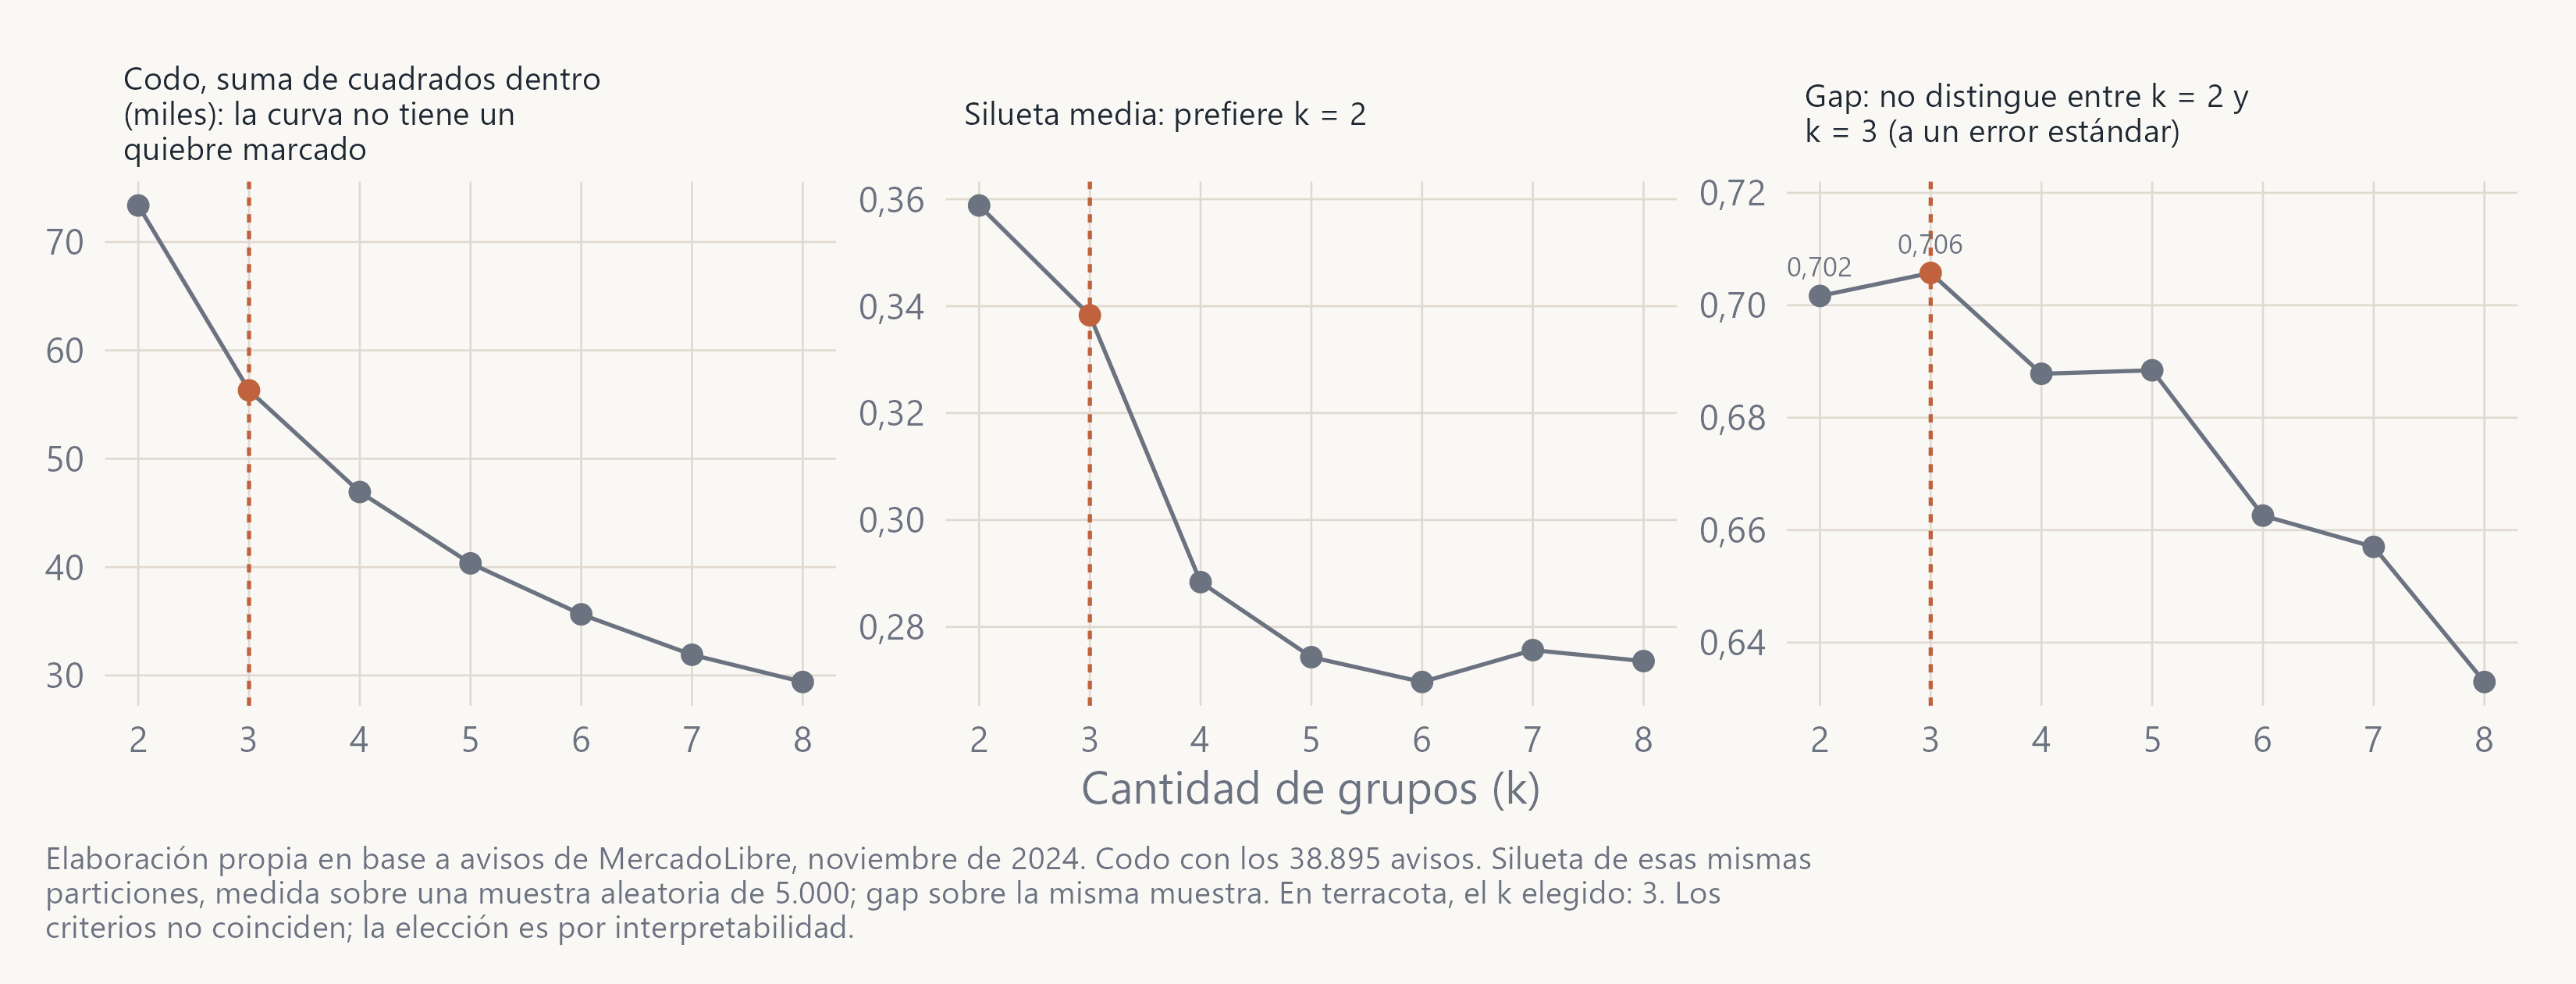 Codo, suma de cuadrados dentro
(miles): la curva no tiene un
quiebre marcado
70
60
50
40
30
2 3 4 5 6 7 8
Silueta media: prefiere k = 2
0,36
0,34
0,32
0,30
0,28
2 3 4 5 6 7 8
Gap: no distingue entre k = 2 y
k = 3 (a un error estándar)
0,72
0,70
0,68
0,66
0,64
0,702
0,706
2 3 4 5 6 7 8
Cantidad de grupos (k)
Elaboración propia en base a avisos de MercadoLibre, noviembre de 2024. Codo con los 38.895 avisos. Silueta de esas mismas
particiones, medida sobre una muestra aleatoria de 5.000; gap sobre la misma muestra. En terracota, el k elegido: 3. Los
criterios no coinciden; la elección es por interpretabilidad.